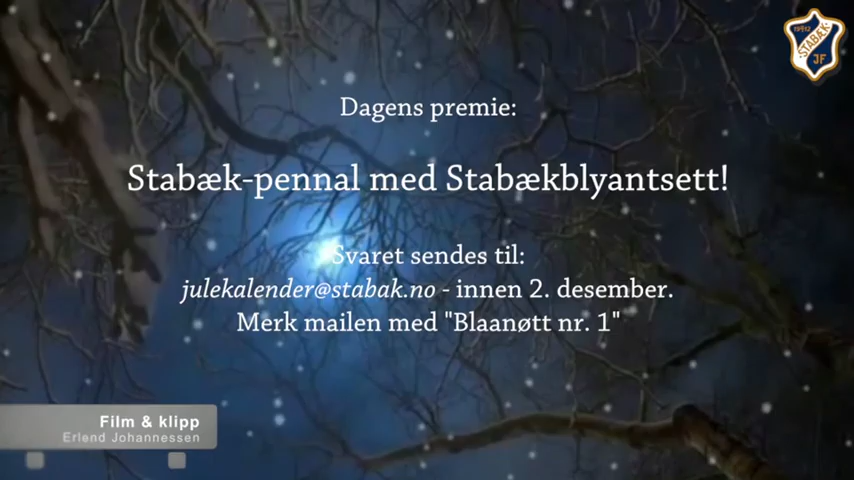 1912
STABÆK
JF
Dagens premie:
Stabæk-pennal med Stabækblyantsett!
Svaret sendes til:
julekalender@stabak.no - innen 2. desember.
Merk mailen med "Blaanøtt nr. 1"
Film & klipp
Erlend Johannessen